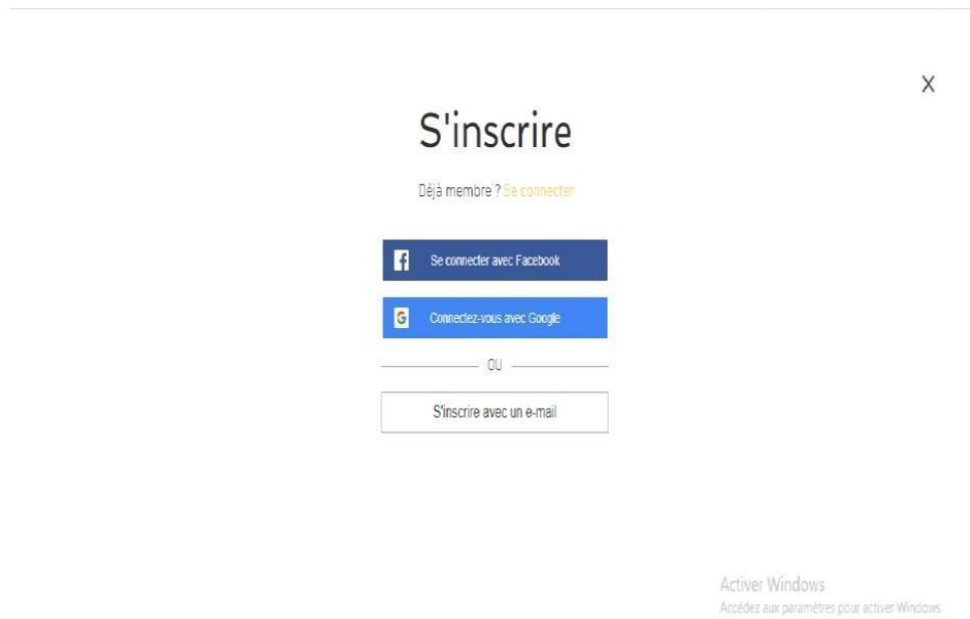 X
S'inscrire
Déjà membre ? Se connecter
Se connecter avec Facebook
Connectez-vous avec Google
OU
S'inscrire avec un e-mail
Activer Windows
Accédez aux paramètres pour activer Windows.